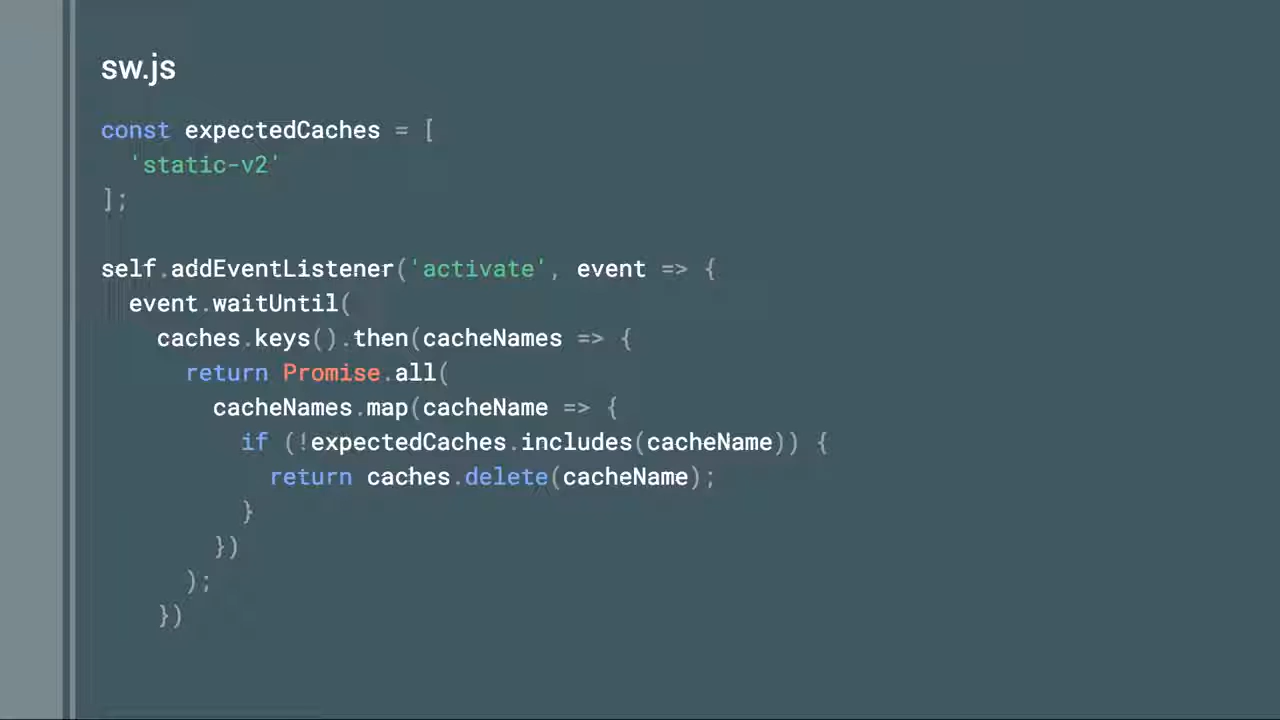 sw.js
const expectedCaches = [
  'static-v2'
];
self.addEventListener('activate', event => {
  event.waitUntil(
    caches.keys().then(cacheNames => {
      return Promise.all(
        cacheNames.map(cacheName => {
          if (!expectedCaches.includes(cacheName)) {
            return caches.delete(cacheName);
          }
        })
      );
    })